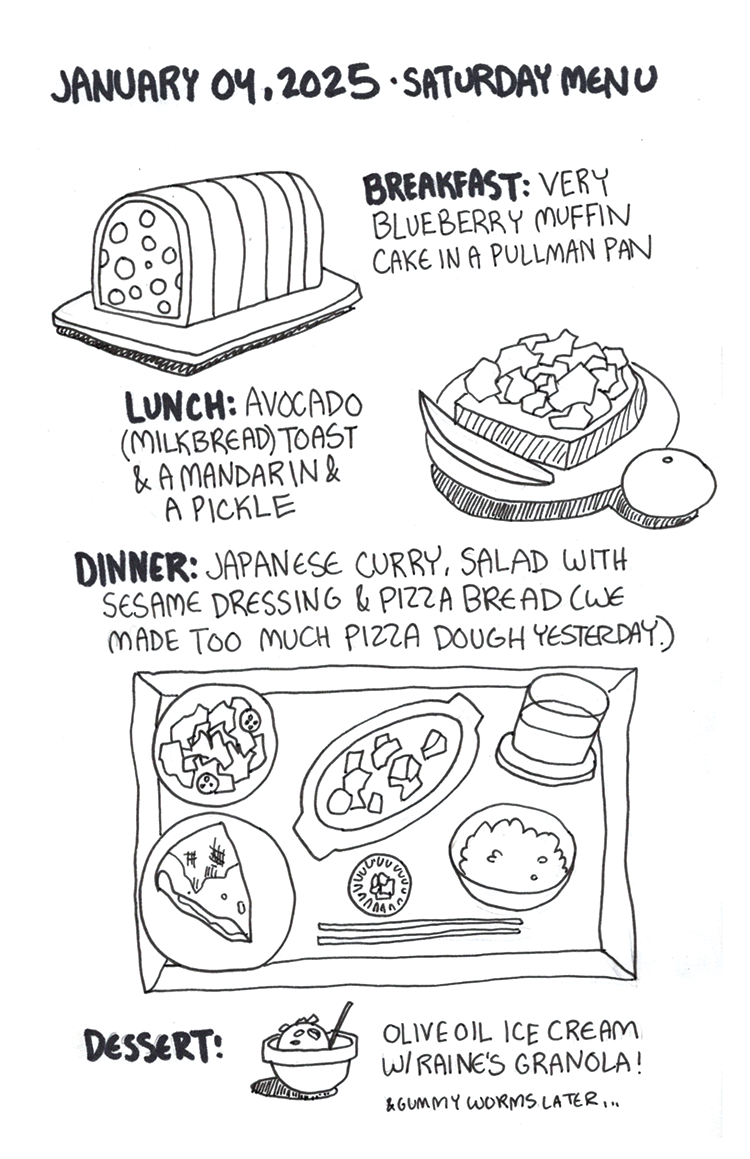 JANUARY 04, 2025 · SATURDAY MENU
BREAKFAST: VERY
BLUEBERRY MUFFIN
CAKE IN A PULLMAN PAN
LUNCH: AVOCADO
(MILKBREAD) TOAST
& A MANDARIN &
A PICKLE
DINNER: JAPANESE CURRY, SALAD WITH
SESAME DRESSING & PIZZA BREAD (WE
MADE TOO MUCH PIZZA DOUGH YESTERDAY.)
DESSERT:
OLIVE OIL ICE CREAM
W/ RAINE'S GRANOLA!
& GUMMY WORMS LATER...